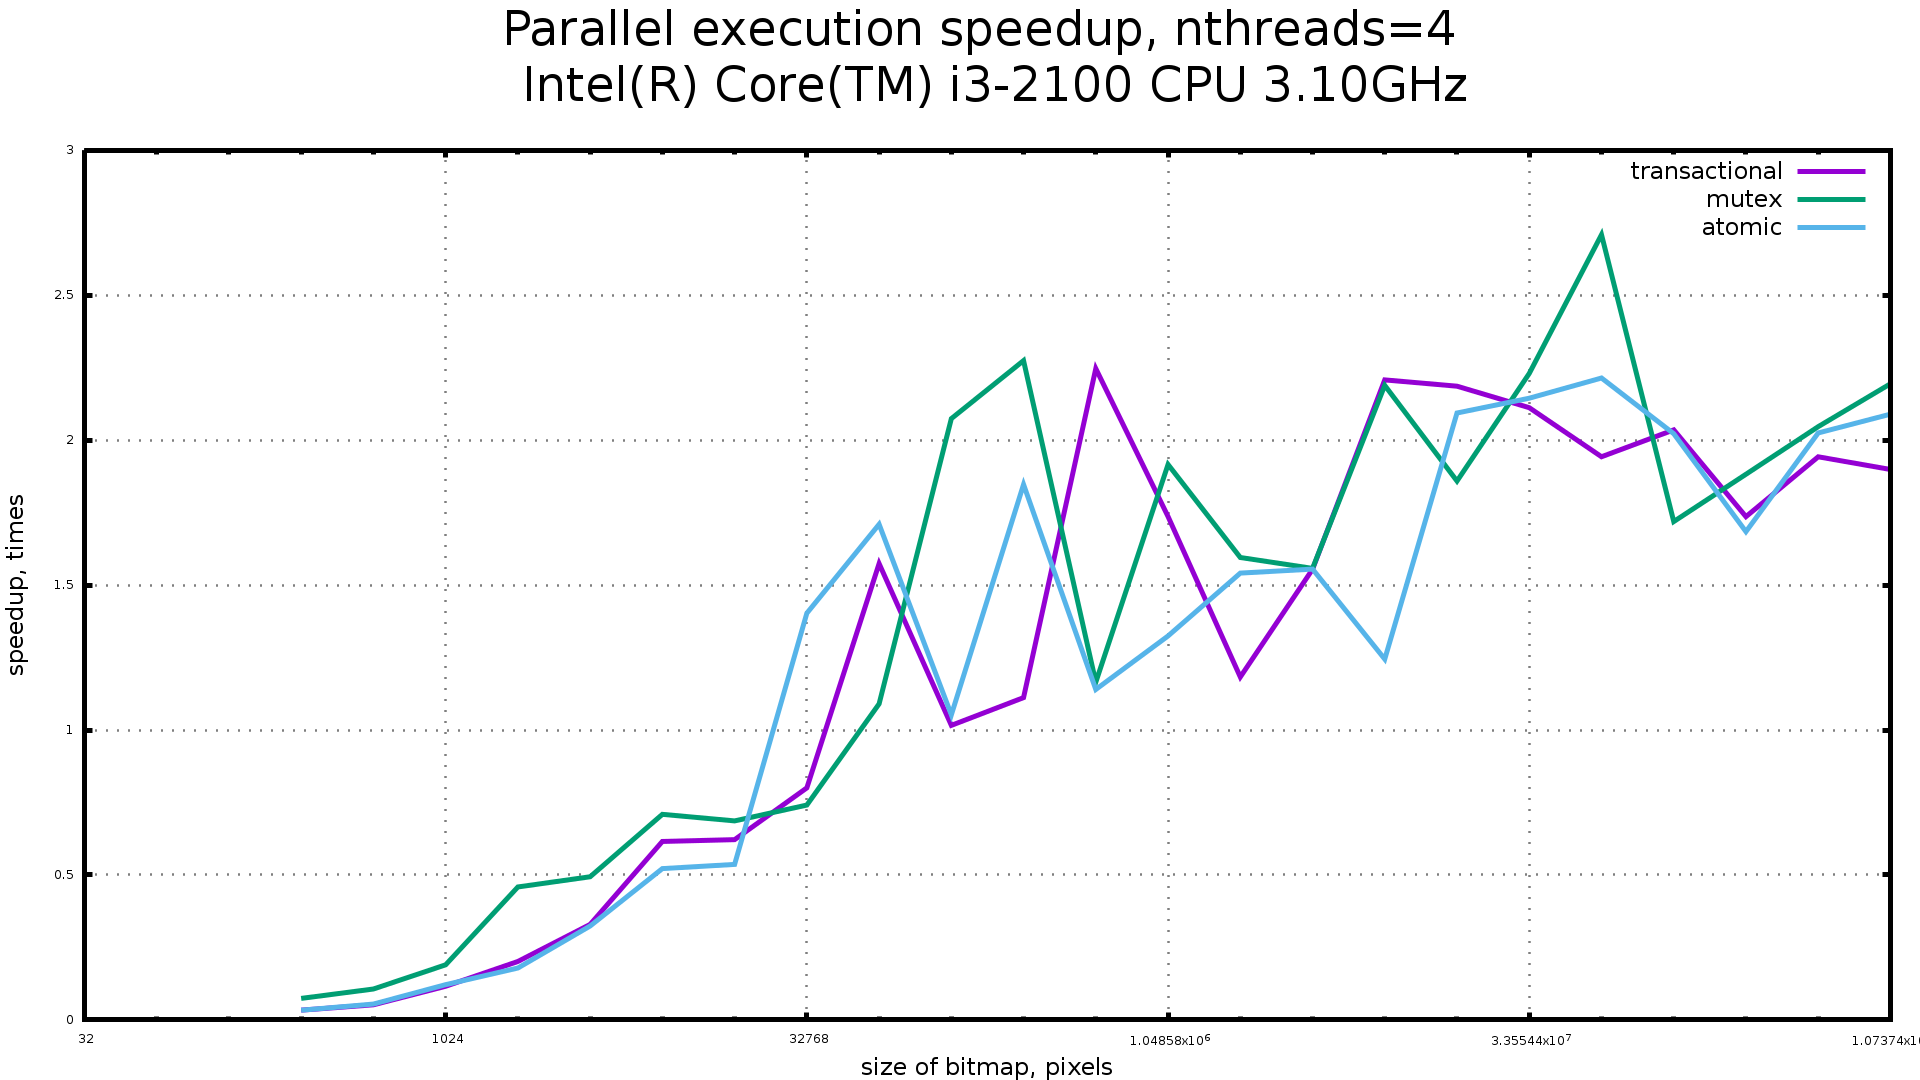 Parallel execution speedup, nthreads=4
Intel(R) Core(TM) i3-2100 CPU 3.10GHz
transactional
mutex
atomic
3
2.5
2
1.5
1
0.5
0
speedup, times
32
1024
32768
1.04858x10⁶
3.35544x10⁷
1.07374x10
size of bitmap, pixels